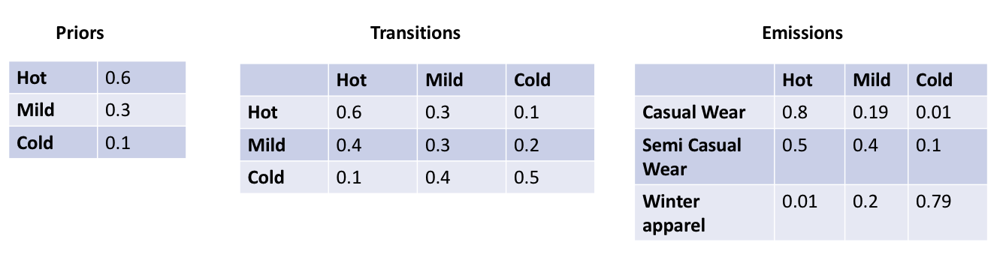 Priors
Hot 0.6
Mild 0.3
Cold 0.1
Transitions
Hot Mild Cold
Hot 0.6 0.3 0.1
Mild 0.4 0.3 0.2
Cold 0.1 0.4 0.5
Emissions
Hot Mild Cold
Casual Wear 0.8 0.19 0.01
Semi Casual 0.5 0.4 0.1
Wear
Winter 0.01 0.2 0.79
apparel